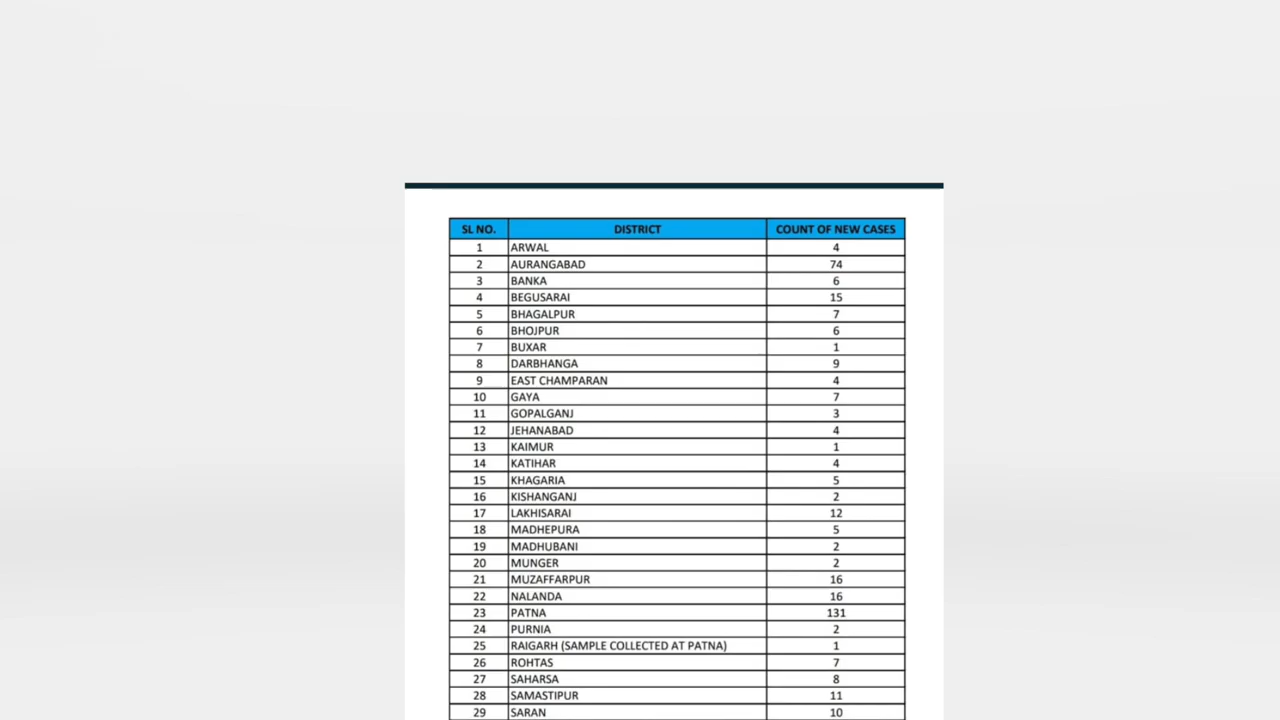 SL NO. DISTRICT COUNT OF NEW CASES
1 ARWAL 4
2 AURANGABAD 74
3 BANKA 6
4 BEGUSARAI 15
5 BHAGALPUR 7
6 BHOJPUR 6
7 BUXAR 1
8 DARBHANGA 9
9 EAST CHAMPARAN 4
10 GAYA 7
11 GOPALGANJ 3
12 JEHANABAD 4
13 KAIMUR 1
14 KATIHAR 4
15 KHAGARIA 5
16 KISHANGANJ 2
17 LAKHISARAI 12
18 MADHEPURA 5
19 MADHUBANI 2
20 MUNGER 2
21 MUZAFFARPUR 16
22 NALANDA 16
23 PATNA 131
24 PURNIA 2
25 RAIGARH (SAMPLE COLLECTED AT PATNA) 1
26 ROHTAS 7
27 SAHARSA 8
28 SAMASTIPUR 11
29 SARAN 10